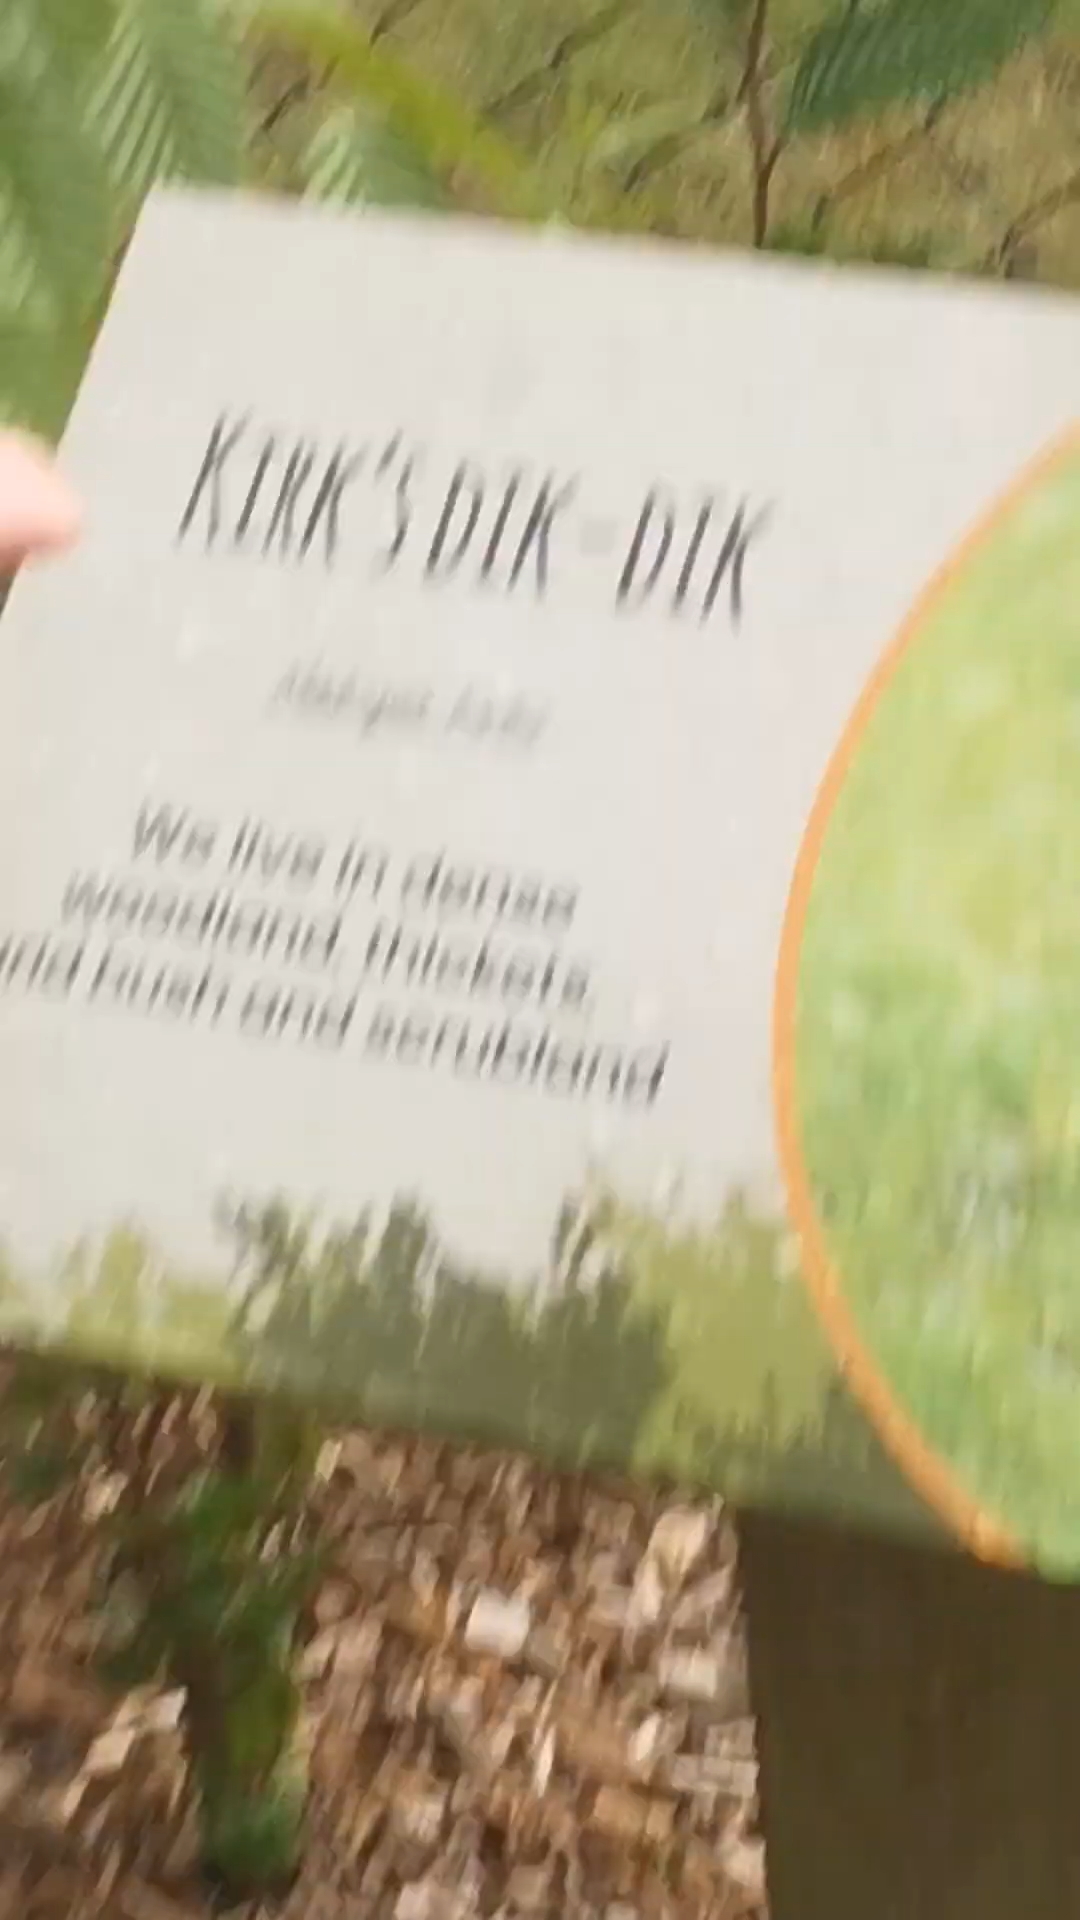 KIRK'S DIK-DIK
We live in dense
woodland, thickets,
and bush and scrubland